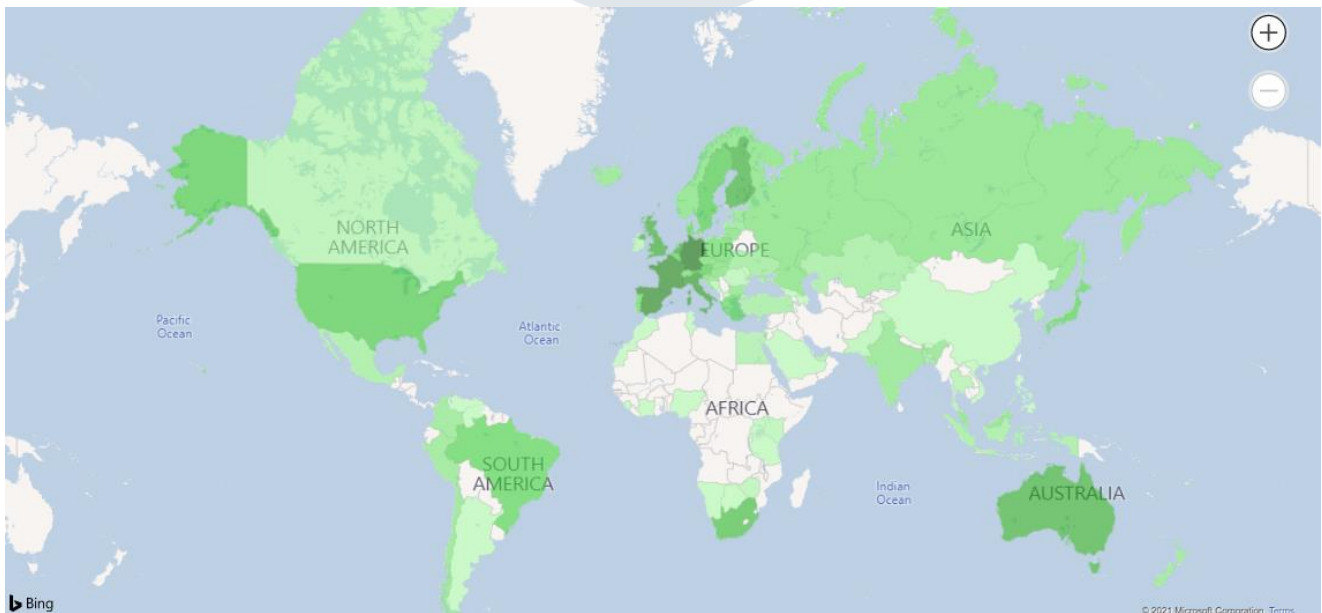 NORTH
AMERICA
EUROPE
ASIA
Pacific
Ocean
Atlantic
Ocean
AFRICA
SOUTH
AMERICA
Indian
Ocean
AUSTRALIA
Bing
© 2021 Microsoft Corporation Terms